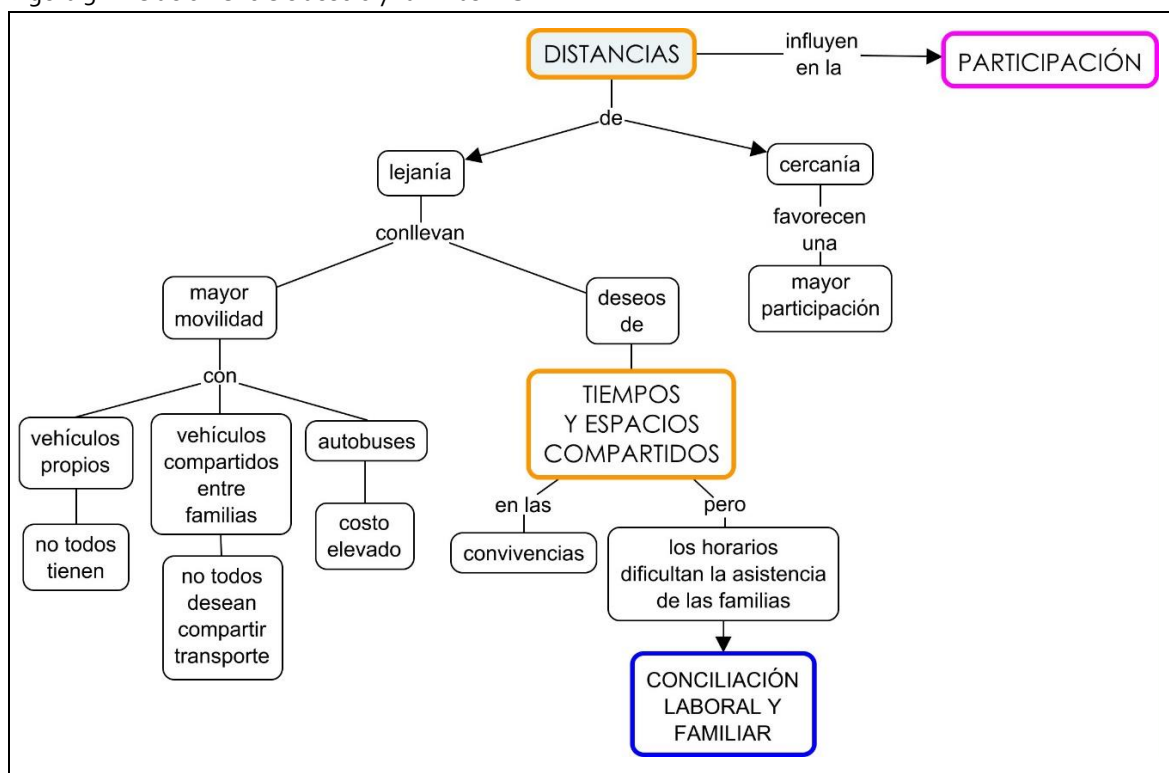 DISTANCIAS
influyen
en la
PARTICIPACIÓN
de
lejanía
cercanía
conllevan
favorecen
una
mayor
movilidad
deseos
de
mayor
participación
con
TIEMPOS
Y ESPACIOS
COMPARTIDOS
vehículos
propios
vehículos
compartidos
entre
familias
autobuses
en las
pero
no todos
tienen
no todos
desean
compartir
transporte
costo
elevado
convivencias
los horarios
dificultan la asistencia
de las familias
CONCILIACIÓN
LABORAL Y
FAMILIAR